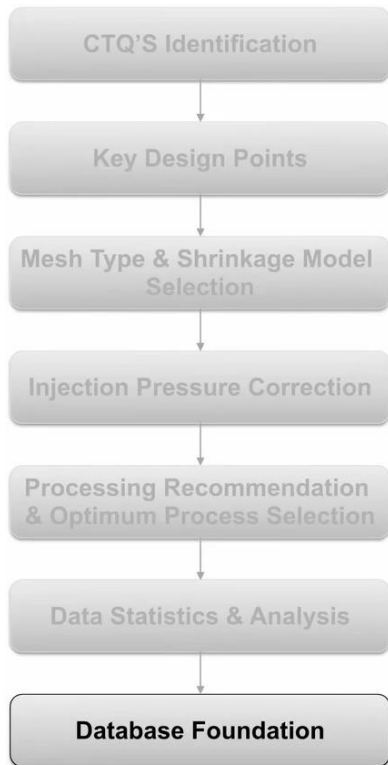 CTQ'S Identification
Key Design Points
Mesh Type & Shrinkage Model
Selection
Injection Pressure Correction
Processing Recommendation
& Optimum Process Selection
Data Statistics & Analysis
Database Foundation